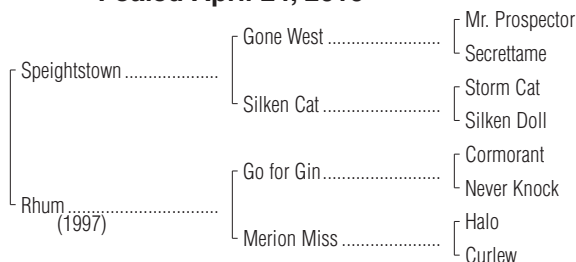 Mr. Prospector
Gone West ........................
Secrettame
Speightstown ....................
Storm Cat
Silken Cat .........................
Silken Doll
Cormorant
Go for Gin .........................
Never Knock
Rhum ................................
(1997)
Halo
Merion Miss .....................
Curlew